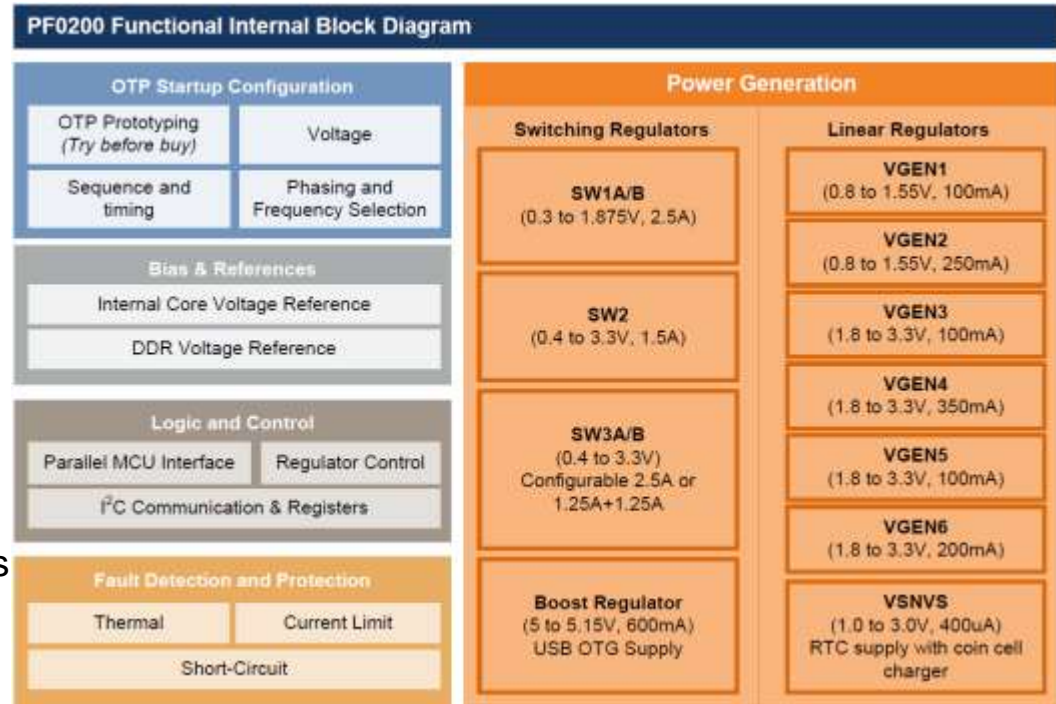 PF0200 Functional Internal Block Diagram
OTP Startup Configuration
OTP Prototyping
(Try before buy)
Voltage
Sequence and
timing
Phasing and
Frequency Selection
Bias & References
Internal Core Voltage Reference
DDR Voltage Reference
Logic and Control
Parallel MCU Interface
Regulator Control
I²C Communication & Registers
s
Fault Detection and Protection
Thermal
Current Limit
Short-Circuit
Power Generation
Switching Regulators
SW1A/B
(0.3 to 1.875V, 2.5A)
SW2
(0.4 to 3.3V, 1.5A)
SW3A/B
(0.4 to 3.3V)
Configurable 2.5A or
1.25A+1.25A
Boost Regulator
(5 to 5.15V, 600mA)
USB OTG Supply
Linear Regulators
VGEN1
(0.8 to 1.55V, 100mA)
VGEN2
(0.8 to 1.55V, 250mA)
VGEN3
(1.8 to 3.3V, 100mA)
VGEN4
(1.8 to 3.3V, 350mA)
VGEN5
(1.8 to 3.3V, 100mA)
VGEN6
(1.8 to 3.3V, 200mA)
VSNVS
(1.0 to 3.0V, 400uA)
RTC supply with coin cell
charger